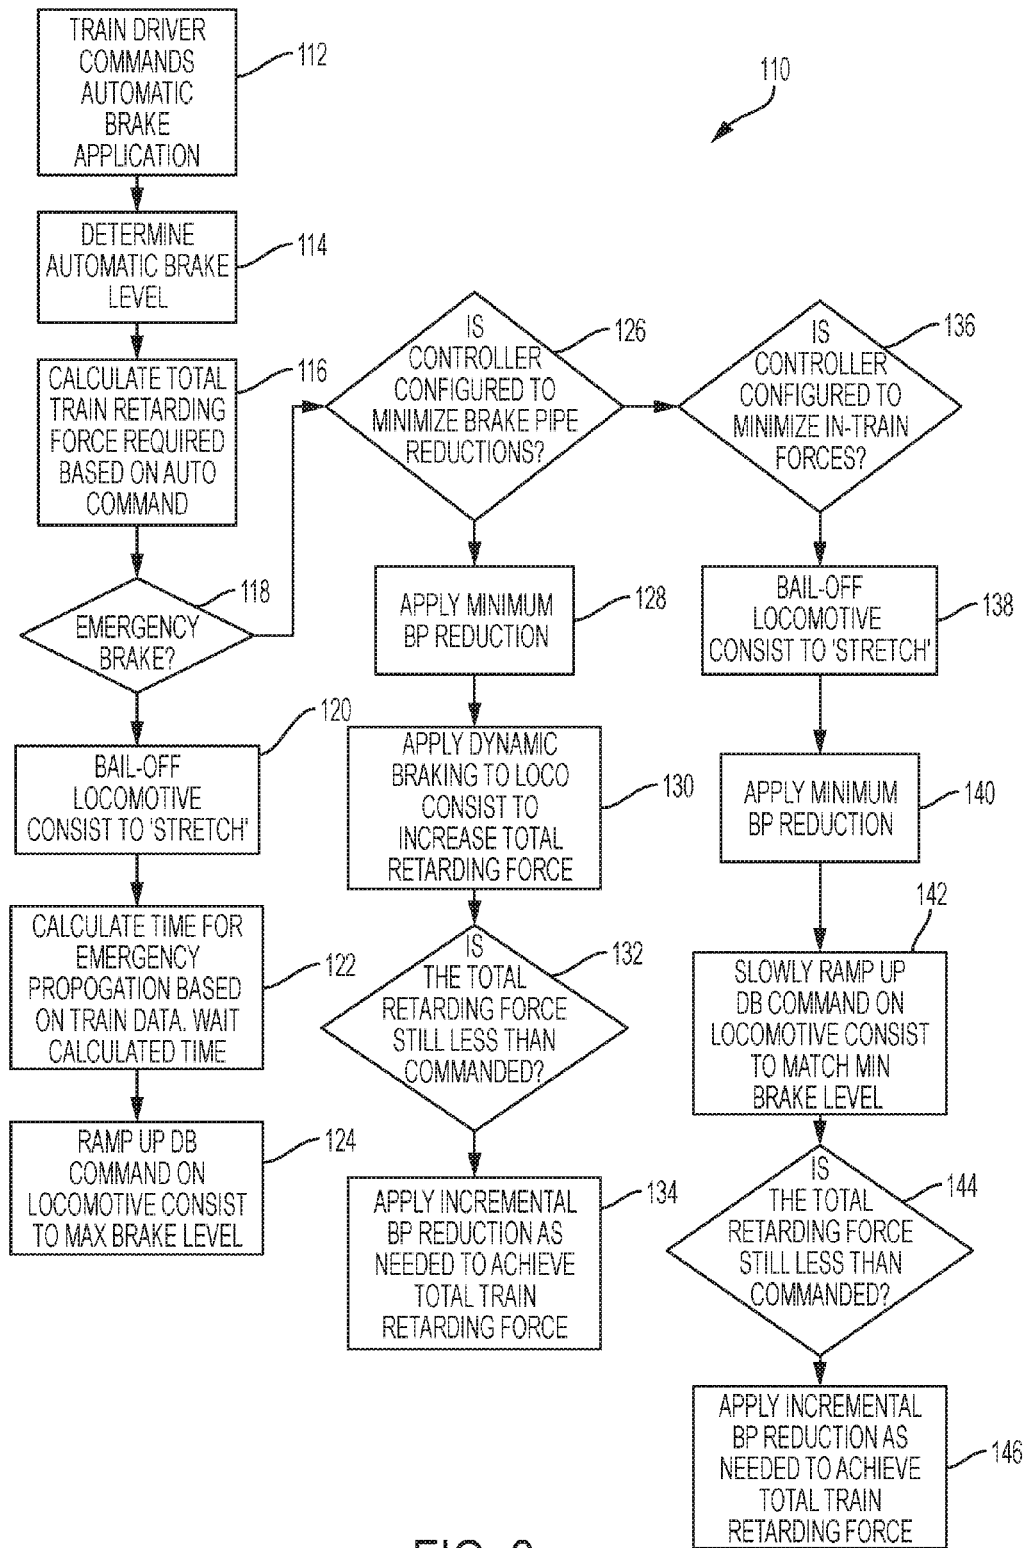 TRAIN DRIVER
COMMANDS
AUTOMATIC
BRAKE
APPLICATION
112
110
DETERMINE
AUTOMATIC BRAKE
LEVEL
114
CALCULATE TOTAL
TRAIN RETARDING
FORCE REQUIRED
BASED ON AUTO
COMMAND
116
EMERGENCY
BRAKE?
118
BAIL-OFF
LOCOMOTIVE
CONSIST TO 'STRETCH'
120
CALCULATE TIME FOR
EMERGENCY
PROPOGATION BASED
ON TRAIN DATA. WAIT
CALCULATED TIME
122
RAMP UP DB
COMMAND ON
LOCOMOTIVE CONSIST
TO MAX BRAKE LEVEL
124
IS
CONTROLLER
CONFIGURED TO
MINIMIZE BRAKE PIPE
REDUCTIONS?
126
APPLY MINIMUM
BP REDUCTION
128
APPLY DYNAMIC
BRAKING TO LOCO
CONSIST TO
INCREASE TOTAL
RETARDING FORCE
130
IS
THE TOTAL
RETARDING FORCE
STILL LESS THAN
COMMANDED?
132
APPLY INCREMENTAL
BP REDUCTION AS
NEEDED TO ACHIEVE
TOTAL TRAIN
RETARDING FORCE
134
IS
CONTROLLER
CONFIGURED TO
MINIMIZE IN-TRAIN
FORCES?
136
BAIL-OFF
LOCOMOTIVE
CONSIST TO 'STRETCH'
138
APPLY MINIMUM
BP REDUCTION
140
SLOWLY RAMP UP
DB COMMAND ON
LOCOMOTIVE CONSIST
TO MATCH MIN
BRAKE LEVEL
142
IS
THE TOTAL
RETARDING FORCE
STILL LESS THAN
COMMANDED?
144
APPLY INCREMENTAL
BP REDUCTION AS
NEEDED TO ACHIEVE
TOTAL TRAIN
RETARDING FORCE
146
FIG.